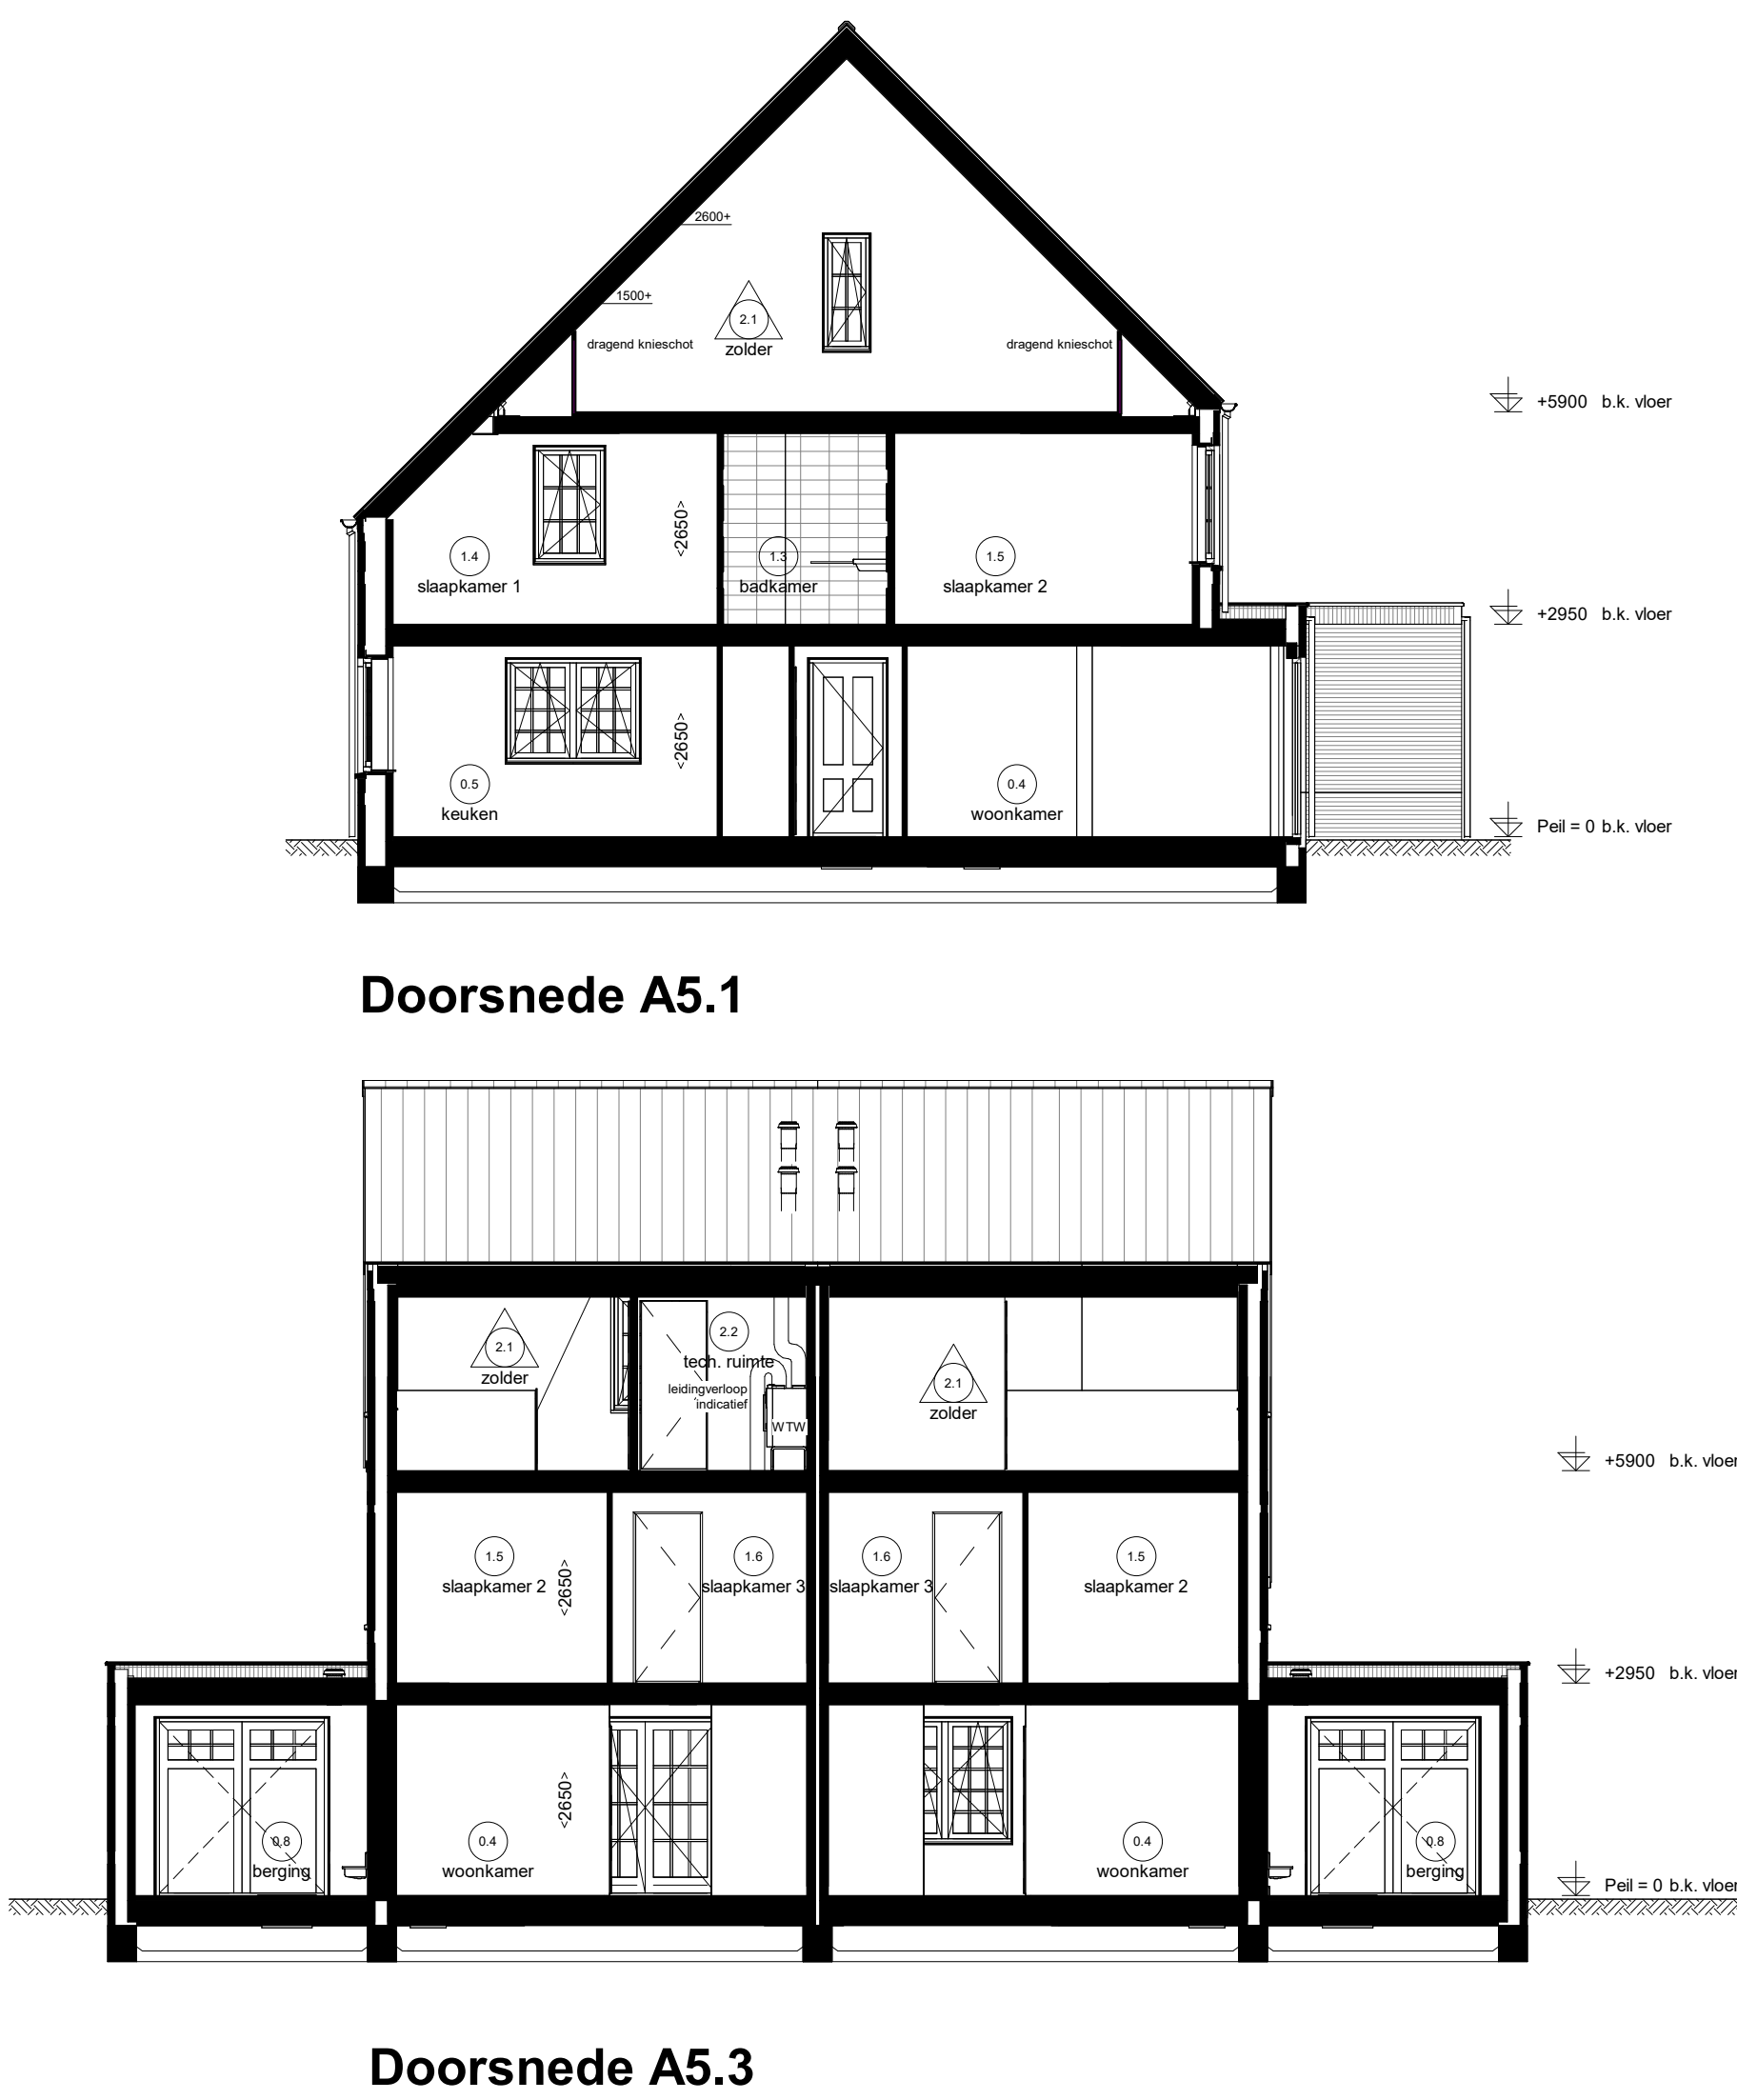 2600+
1500+
2.1
dragend knieschot
dragend knieschot
zolder
+5900 b.k. vloer
<2650>
1.4
1.3
1.5
slaapkamer 1
badkamer
slaapkamer 2
+2950 b.k. vloer
<2650>
0.5
0.4
keuken
woonkamer
Peil = 0 b.k. vloer
Doorsnede A5.1
2.1
zolder
2.2
tech. ruimte
leidingverloop
indicatief
WTW
2.1
zolder
+5900 b.k. vloer
1.5
1.6
1.6
1.5
slaapkamer 2
<2650>
slaapkamer 3
slaapkamer 3
slaapkamer 2
+2950 b.k. vloer
<2650>
0.8
0.4
0.4
0.8
berging
woonkamer
woonkamer
berging
Peil = 0 b.k. vloer
Doorsnede A5.3